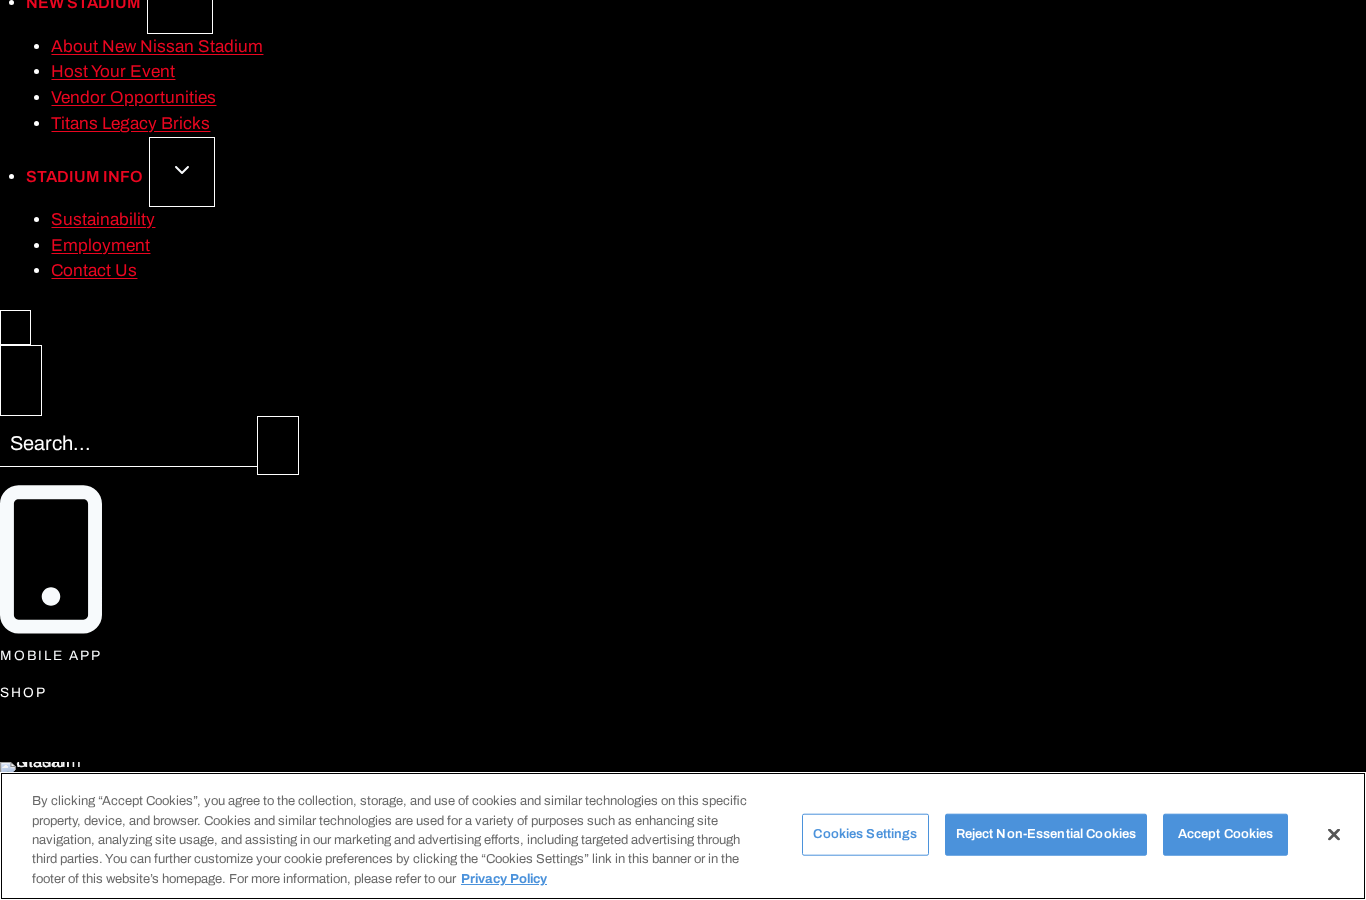 NEW STADIUM
About New Nissan Stadium
Host Your Event
Vendor Opportunities
Titans Legacy Bricks
STADIUM INFO
Sustainability
Employment
Contact Us
Search...
MOBILE APP
SHOP
By clicking “Accept Cookies”, you agree to the collection, storage, and use of cookies and similar technologies on this specific
property, device, and browser. Cookies and similar technologies are used for a variety of purposes such as enhancing site
navigation, analyzing site usage, and assisting in our marketing and advertising efforts, including targeted advertising through
third parties. You can further customize your cookie preferences by clicking the “Cookies Settings” link in this banner or in the
footer of this website’s homepage. For more information, please refer to our Privacy Policy
Cookies Settings
Reject Non-Essential Cookies
Accept Cookies